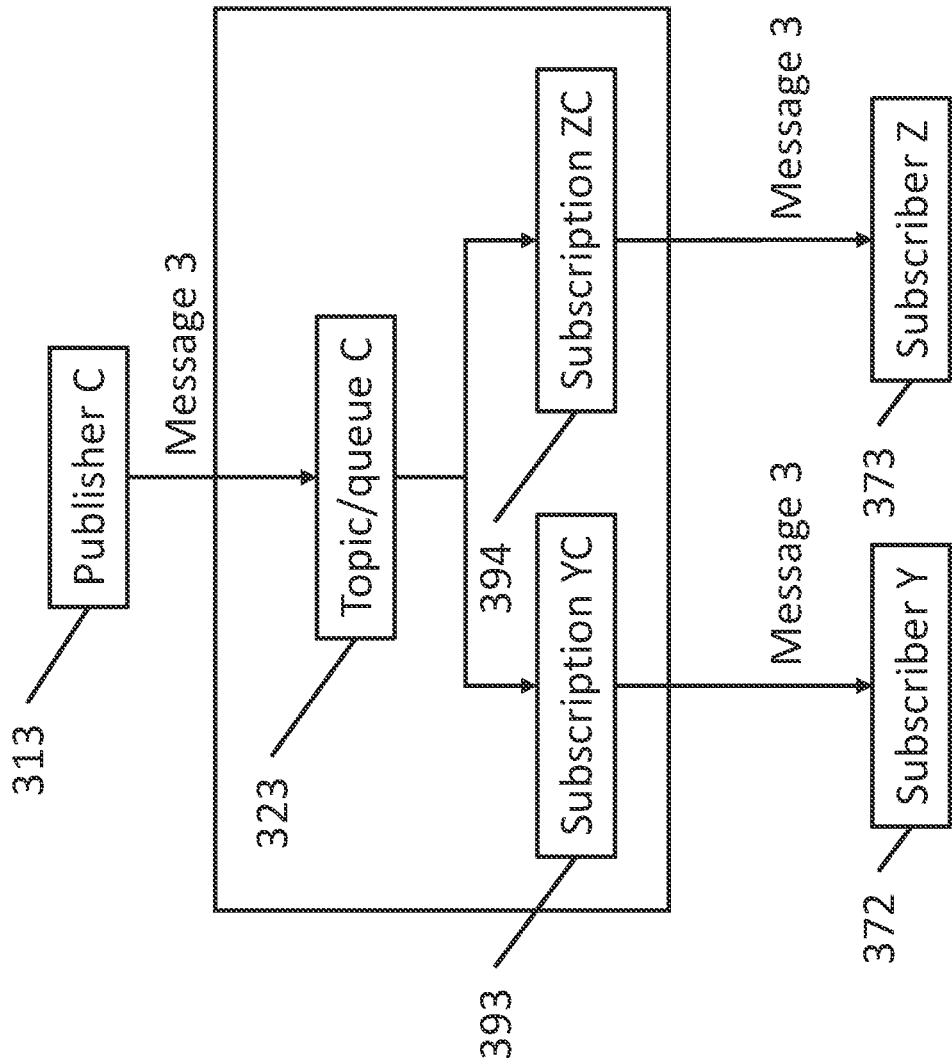 313
Publisher C
Message 3
323
Topic/queue C
393
Subscription YC
394
Subscription ZC
Message 3
Message 3
372
Subscriber Y
373
Subscriber Z